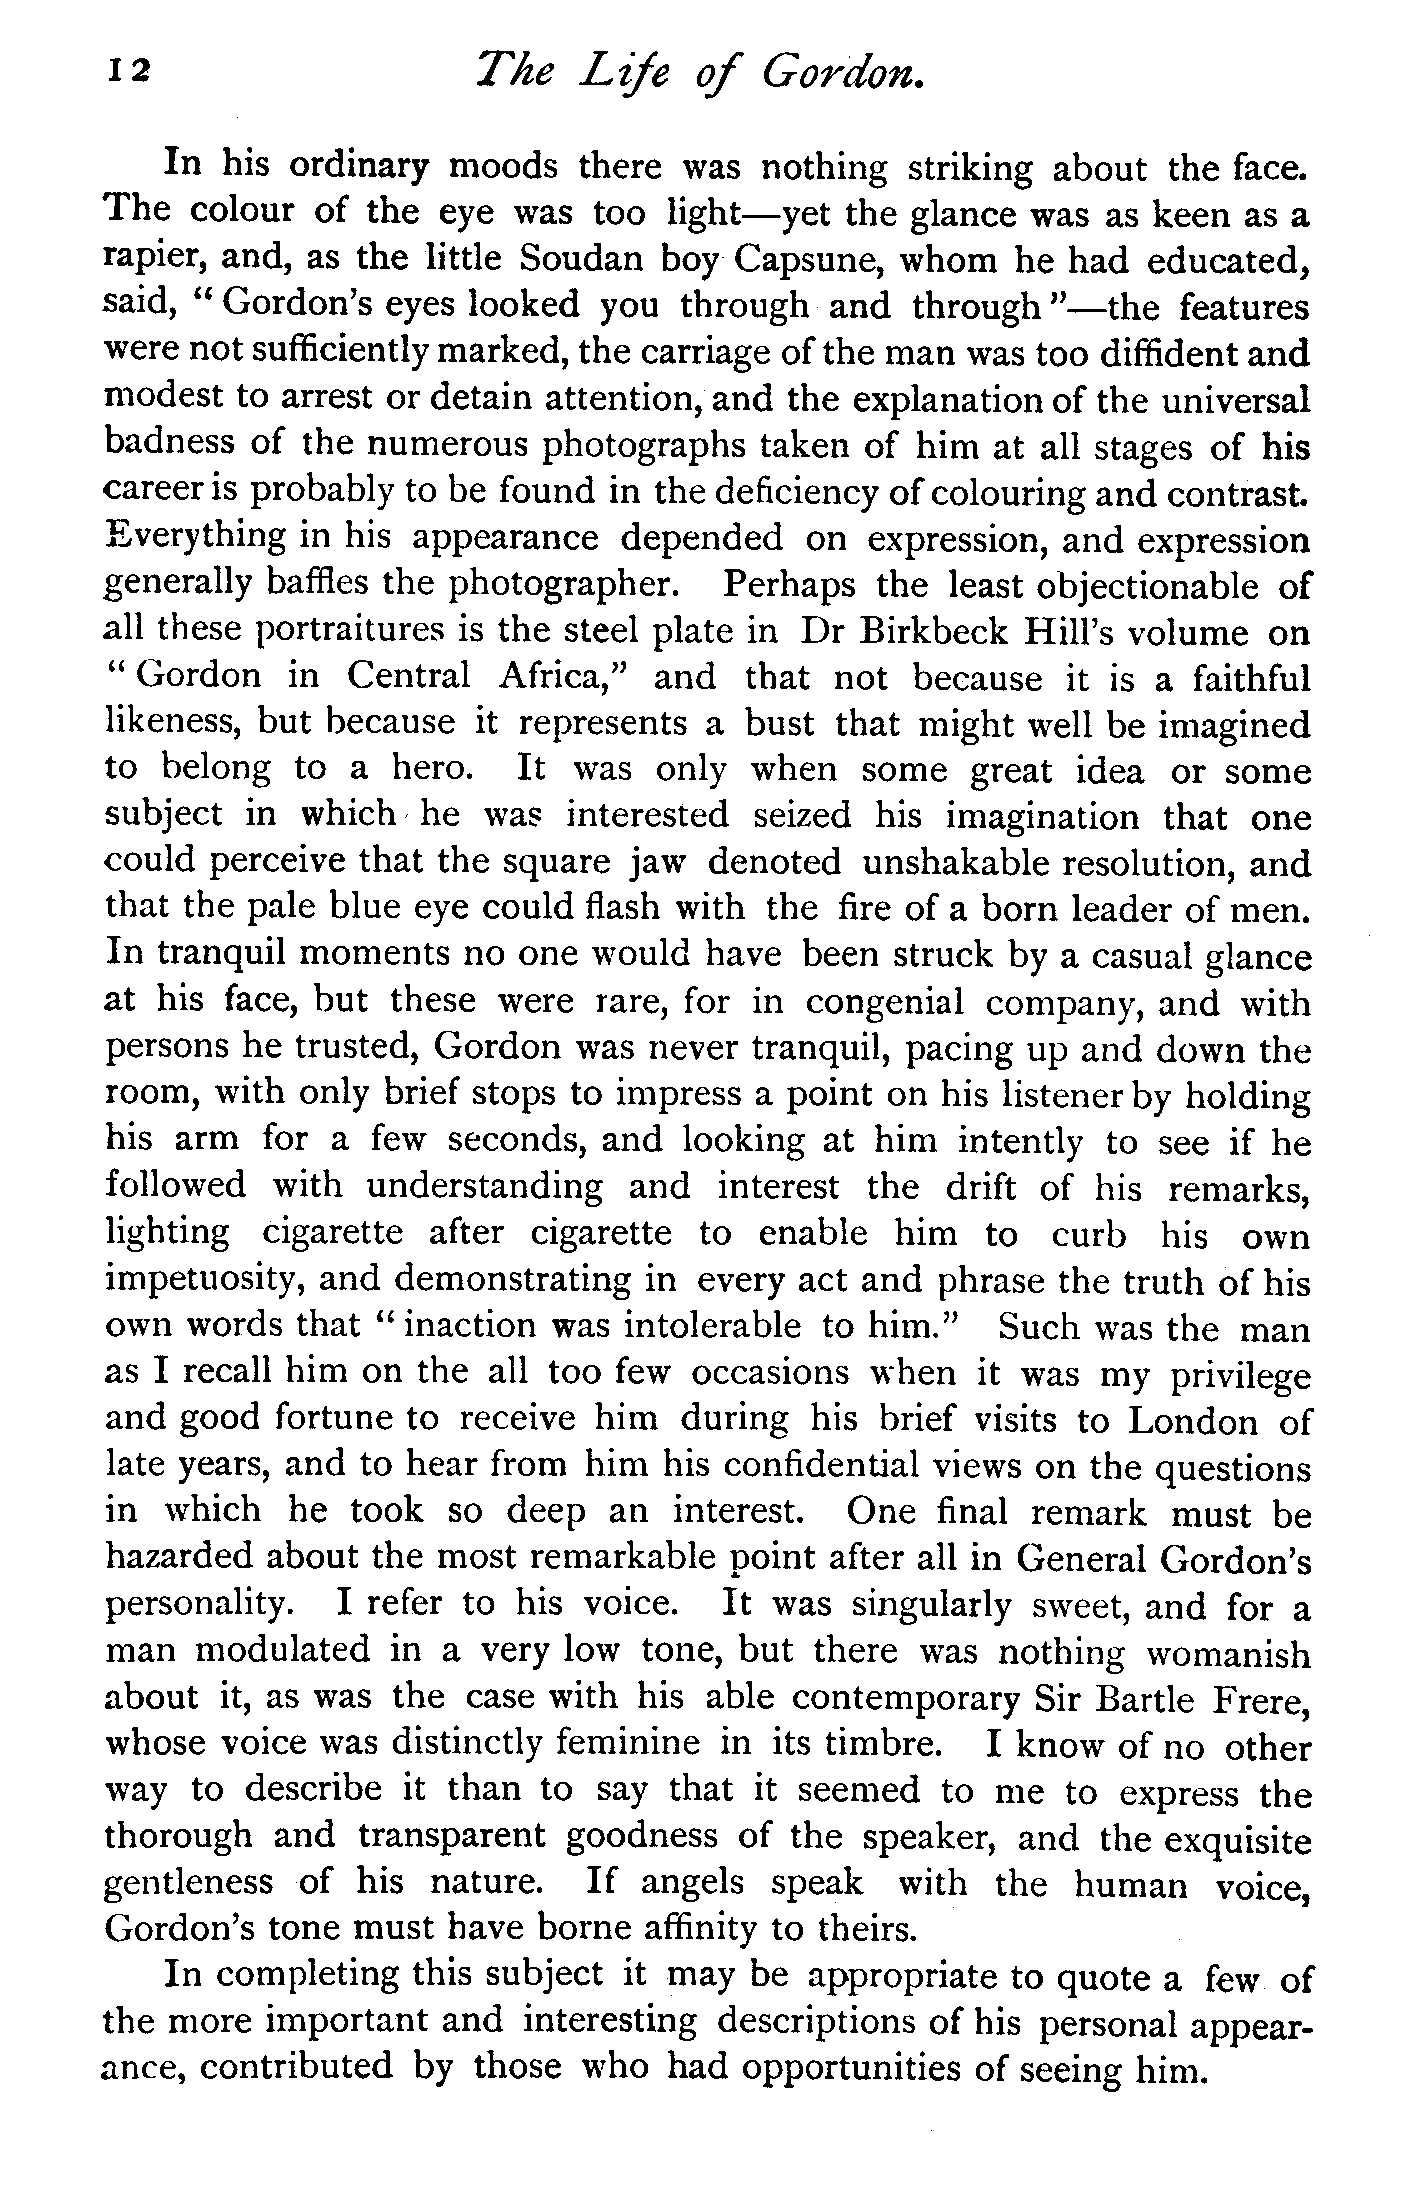 12 The Life of Gordon.
In his ordinary moods there was nothing striking about the face.
The colour of the eye was too light—yet the glance was as keen as a
rapier, and, as the little Soudan boy Capsune, whom he had educated,
said, “ Gordon’s eyes looked you through and through ”—the features
were not sufficiently marked, the carriage of the man was too diffident and
modest to arrest or detain attention, and the explanation of the universal
badness of the numerous photographs taken of him at all stages of his
career is probably to be found in the deficiency of colouring and contrast.
Everything in his appearance depended on expression, and expression
generally baffles the photographer. Perhaps the least objectionable of
all these portraitures is the steel plate in Dr Birkbeck Hill’s volume on
“ Gordon in Central Africa,” and that not because it is a faithful
likeness, but because it represents a bust that might well be imagined
to belong to a hero. It was only when some great idea or some
subject in which he was interested seized his imagination that one
could perceive that the square jaw denoted unshakable resolution, and
that the pale blue eye could flash with the fire of a born leader of men.
In tranquil moments no one would have been struck by a casual glance
at his face, but these were rare, for in congenial company, and with
persons he trusted, Gordon was never tranquil, pacing up and down the
room, with only brief stops to impress a point on his listener by holding
his arm for a few seconds, and looking at him intently to see if he
followed with understanding and interest the drift of his remarks,
lighting cigarette after cigarette to enable him to curb his own
impetuosity, and demonstrating in every act and phrase the truth of his
own words that “ inaction was intolerable to him.” Such was the man
as I recall him on the all too few occasions when it was my privilege
and good fortune to receive him during his brief visits to London of
late years, and to hear from him his confidential views on the questions
in which he took so deep an interest. One final remark must be
hazarded about the most remarkable point after all in General Gordon’s
personality. I refer to his voice. It was singularly sweet, and for a
man modulated in a very low tone, but there was nothing womanish
about it, as was the case with his able contemporary Sir Bartle Frere,
whose voice was distinctly feminine in its timbre. I know of no other
way to describe it than to say that it seemed to me to express the
thorough and transparent goodness of the speaker, and the exquisite
gentleness of his nature. If angels speak with the human voice,
Gordon’s tone must have borne affinity to theirs.
In completing this subject it may be appropriate to quote a few of
the more important and interesting descriptions of his personal appear-
ance, contributed by those who had opportunities of seeing him.